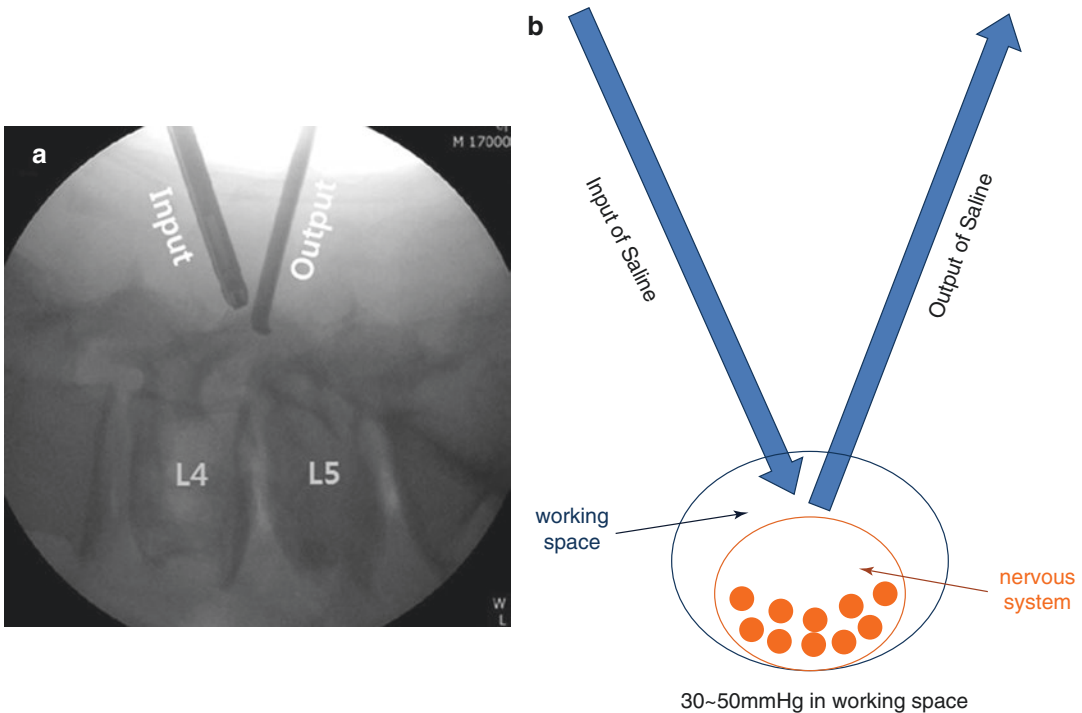 a
M 17000
Input
Output
L4
L5
W
L
b
Input of Saline
Output of Saline
working
space
nervous
system
30~50mmHg in working space